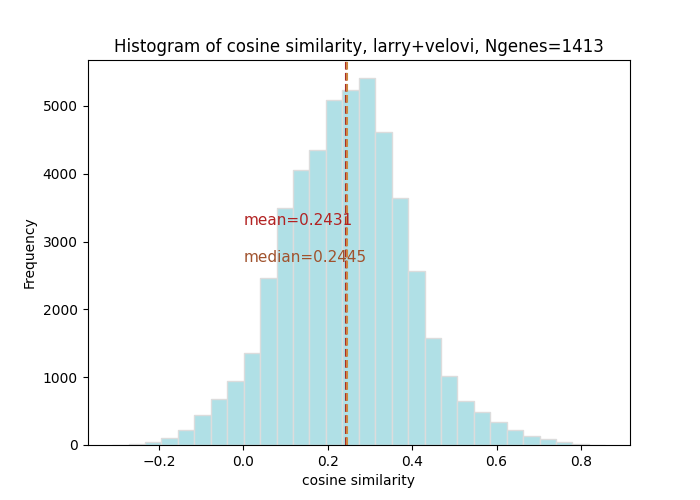 Histogram of cosine similarity, larry+velovi, Ngenes=1413
Frequency
5000
4000
3000
2000
1000
0
mean=0.2431
median=0.2445
−0.2 0.0 0.2 0.4 0.6 0.8
cosine similarity